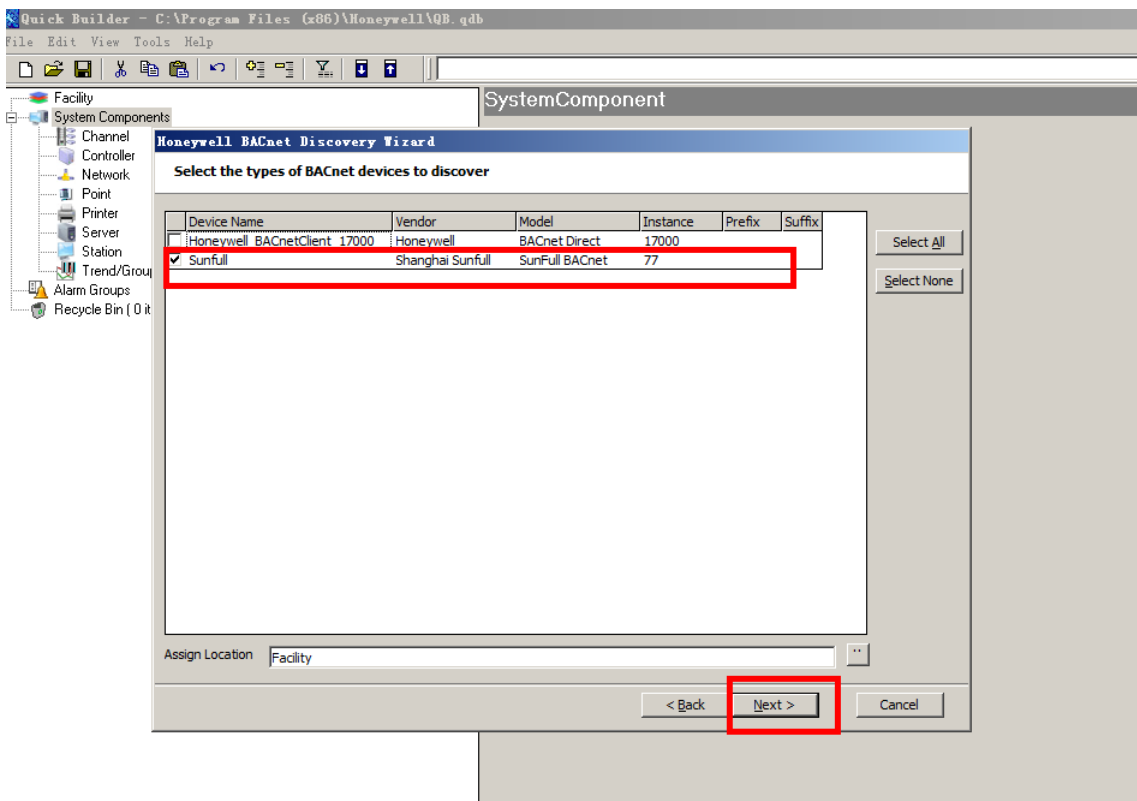 Quick Builder - C:\Program Files (x86)\Honeywell\QB.qdb
File Edit View Tools Help
Facility
SystemComponent
System Components
Channel
Controller
Network
Point
Printer
Server
Station
Trend/Group
Alarm Groups
Recycle Bin ( 0 it
Honeywell BACnet Discovery Wizard
Select the types of BACnet devices to discover
Device Name Vendor Model Instance Prefix Suffix
Honeywell BACnetClient 17000 Honeywell BACnet Direct 17000
Sunfull Shanghai Sunfull SunFull BACnet 77
Select All
Select None
Assign Location Facility ..
< Back Next > Cancel